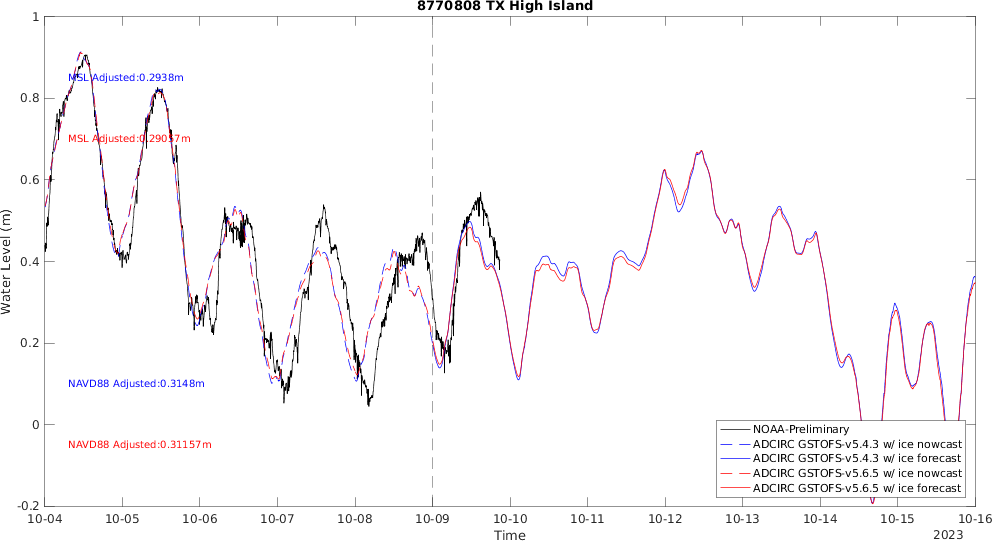 8770808 TX High Island
1
0.8
0.6
0.4
0.2
0
-0.2
Water Level (m)
MSL Adjusted:0.2938m
MSL Adjusted:0.29057m
NAVD88 Adjusted:0.3148m
NAVD88 Adjusted:0.31157m
NOAA-Preliminary
ADCIRC GSTOFS-v5.4.3 w/ ice nowcast
ADCIRC GSTOFS-v5.4.3 w/ ice forecast
ADCIRC GSTOFS-v5.6.5 w/ ice nowcast
ADCIRC GSTOFS-v5.6.5 w/ ice forecast
10-04 10-05 10-06 10-07 10-08 10-09 10-10 10-11 10-12 10-13 10-14 10-15 10-16
Time
2023